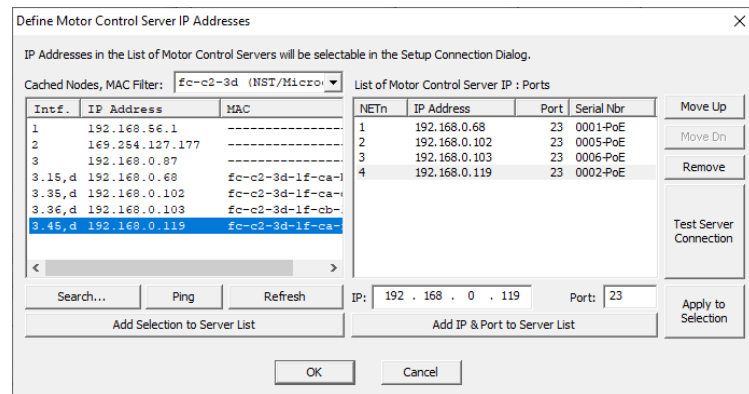 Define Motor Control Server IP Addresses
IP Addresses in the List of Motor Control Servers will be selectable in the Setup Connection Dialog.
Cached Nodes, MAC Filter:
fc-c2-3d (NST/Micro
List of Motor Control Server IP : Ports
Intf. IP Address MAC
1 192.168.56.1 ----------------
2 169.254.127.177 ----------------
3 192.168.0.87 ----------------
3.15,d 192.168.0.68 fc-c2-3d-1f-ca-
3.35,d 192.168.0.102 fc-c2-3d-1f-ca-
3.36,d 192.168.0.103 fc-c2-3d-1f-cb-
3.45,d 192.168.0.119 fc-c2-3d-1f-ca-
NETn IP Address Port Serial Nbr
1 192.168.0.68 23 0001-PoE
2 192.168.0.102 23 0005-PoE
3 192.168.0.103 23 0006-PoE
4 192.168.0.119 23 0002-PoE
Move Up
Move Dn
Remove
Test Server
Connection
Search... Ping Refresh
IP: 192 . 168 . 0 . 119 Port: 23
Apply to
Selection
Add Selection to Server List
Add IP & Port to Server List
OK Cancel